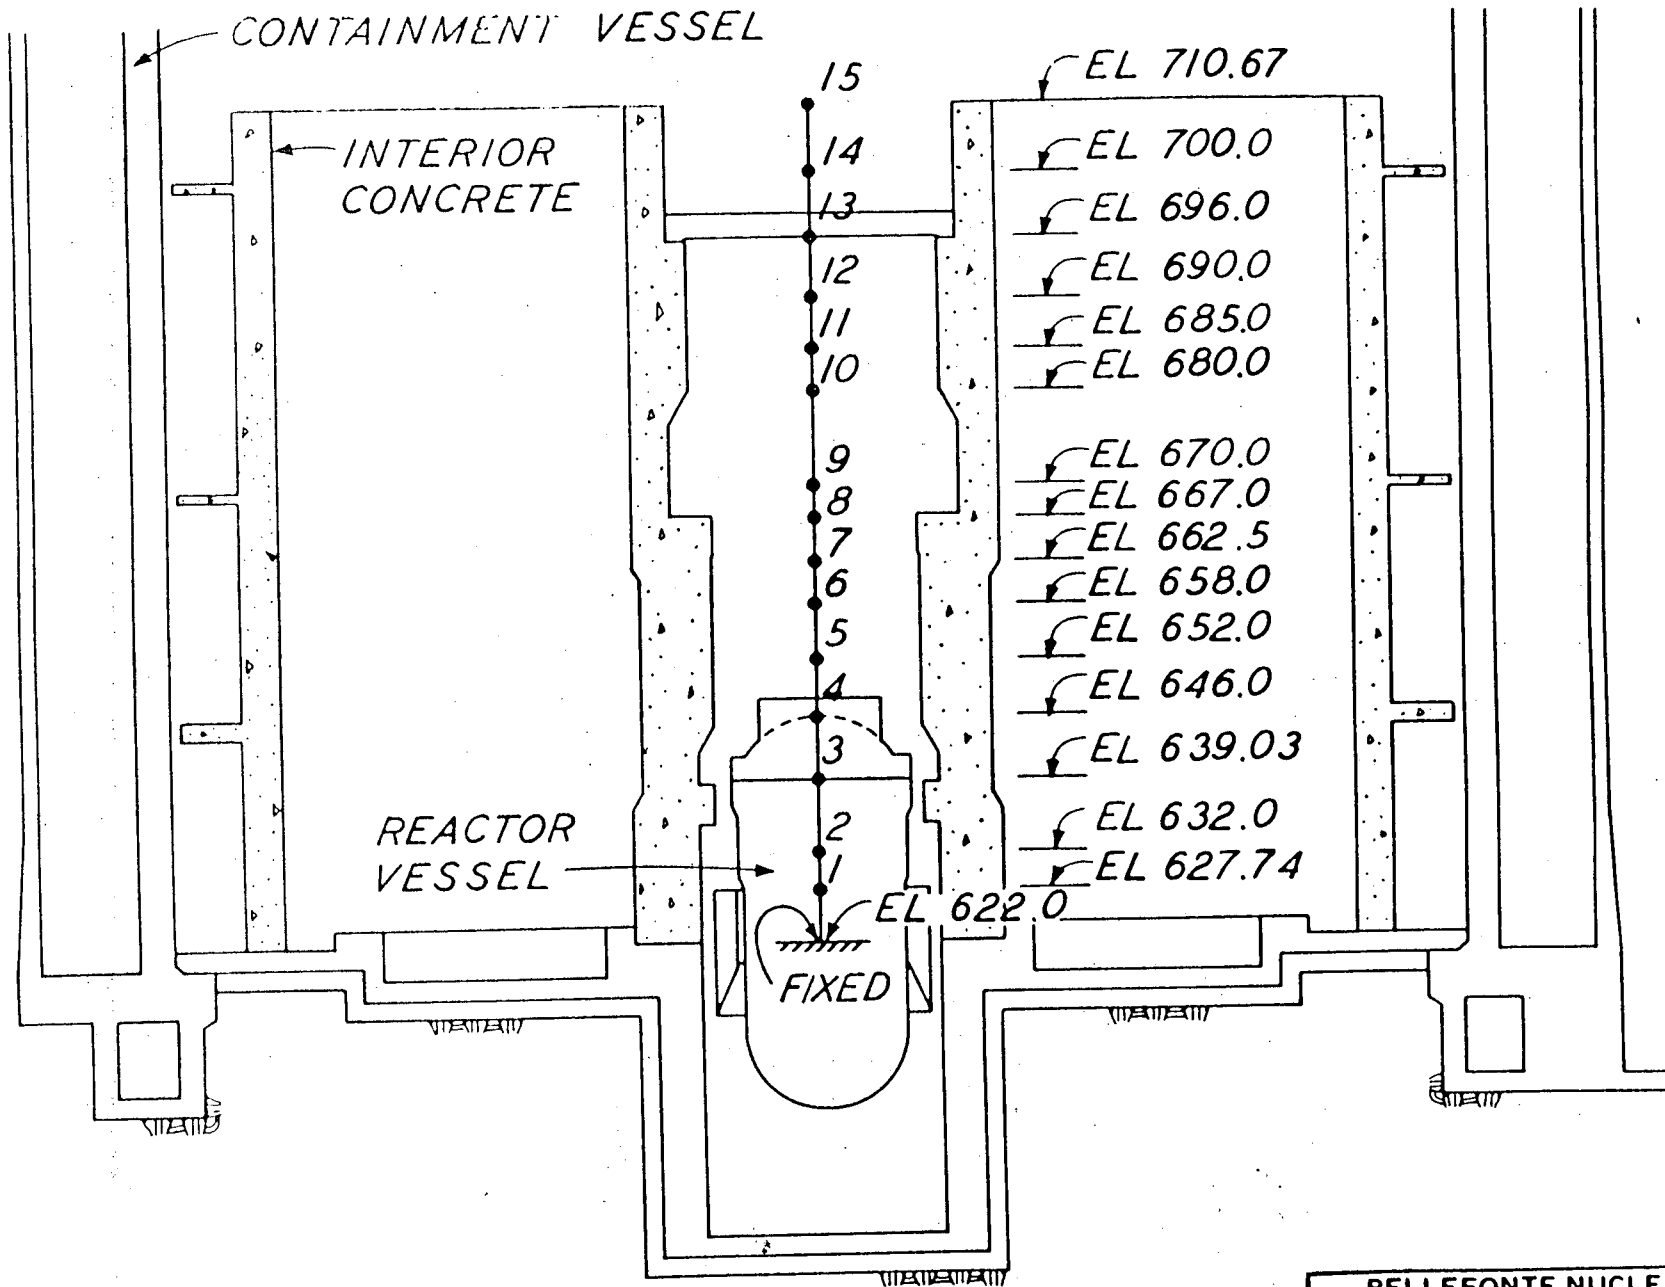 CONTAINMENT VESSEL
INTERIOR
CONCRETE
15
14
13
12
11
10
9
8
7
6
5
4
3
2
1
EL 710.67
EL 700.0
EL 696.0
EL 690.0
EL 685.0
EL 680.0
EL 670.0
EL 667.0
EL 662.5
EL 658.0
EL 652.0
EL 646.0
EL 639.03
EL 632.0
EL 627.74
EL 622.0
REACTOR
VESSEL
FIXED
BELLEFONTE NUCLE